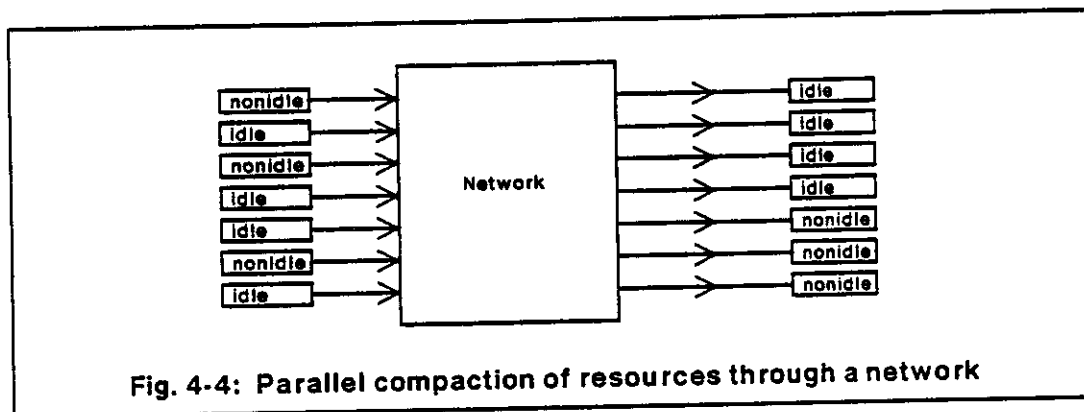 nonidle
idle
nonidle
idle
idle
nonidle
idle
Network
idle
idle
idle
idle
nonidle
nonidle
nonidle
Fig. 4-4: Parallel compaction of resources through a network